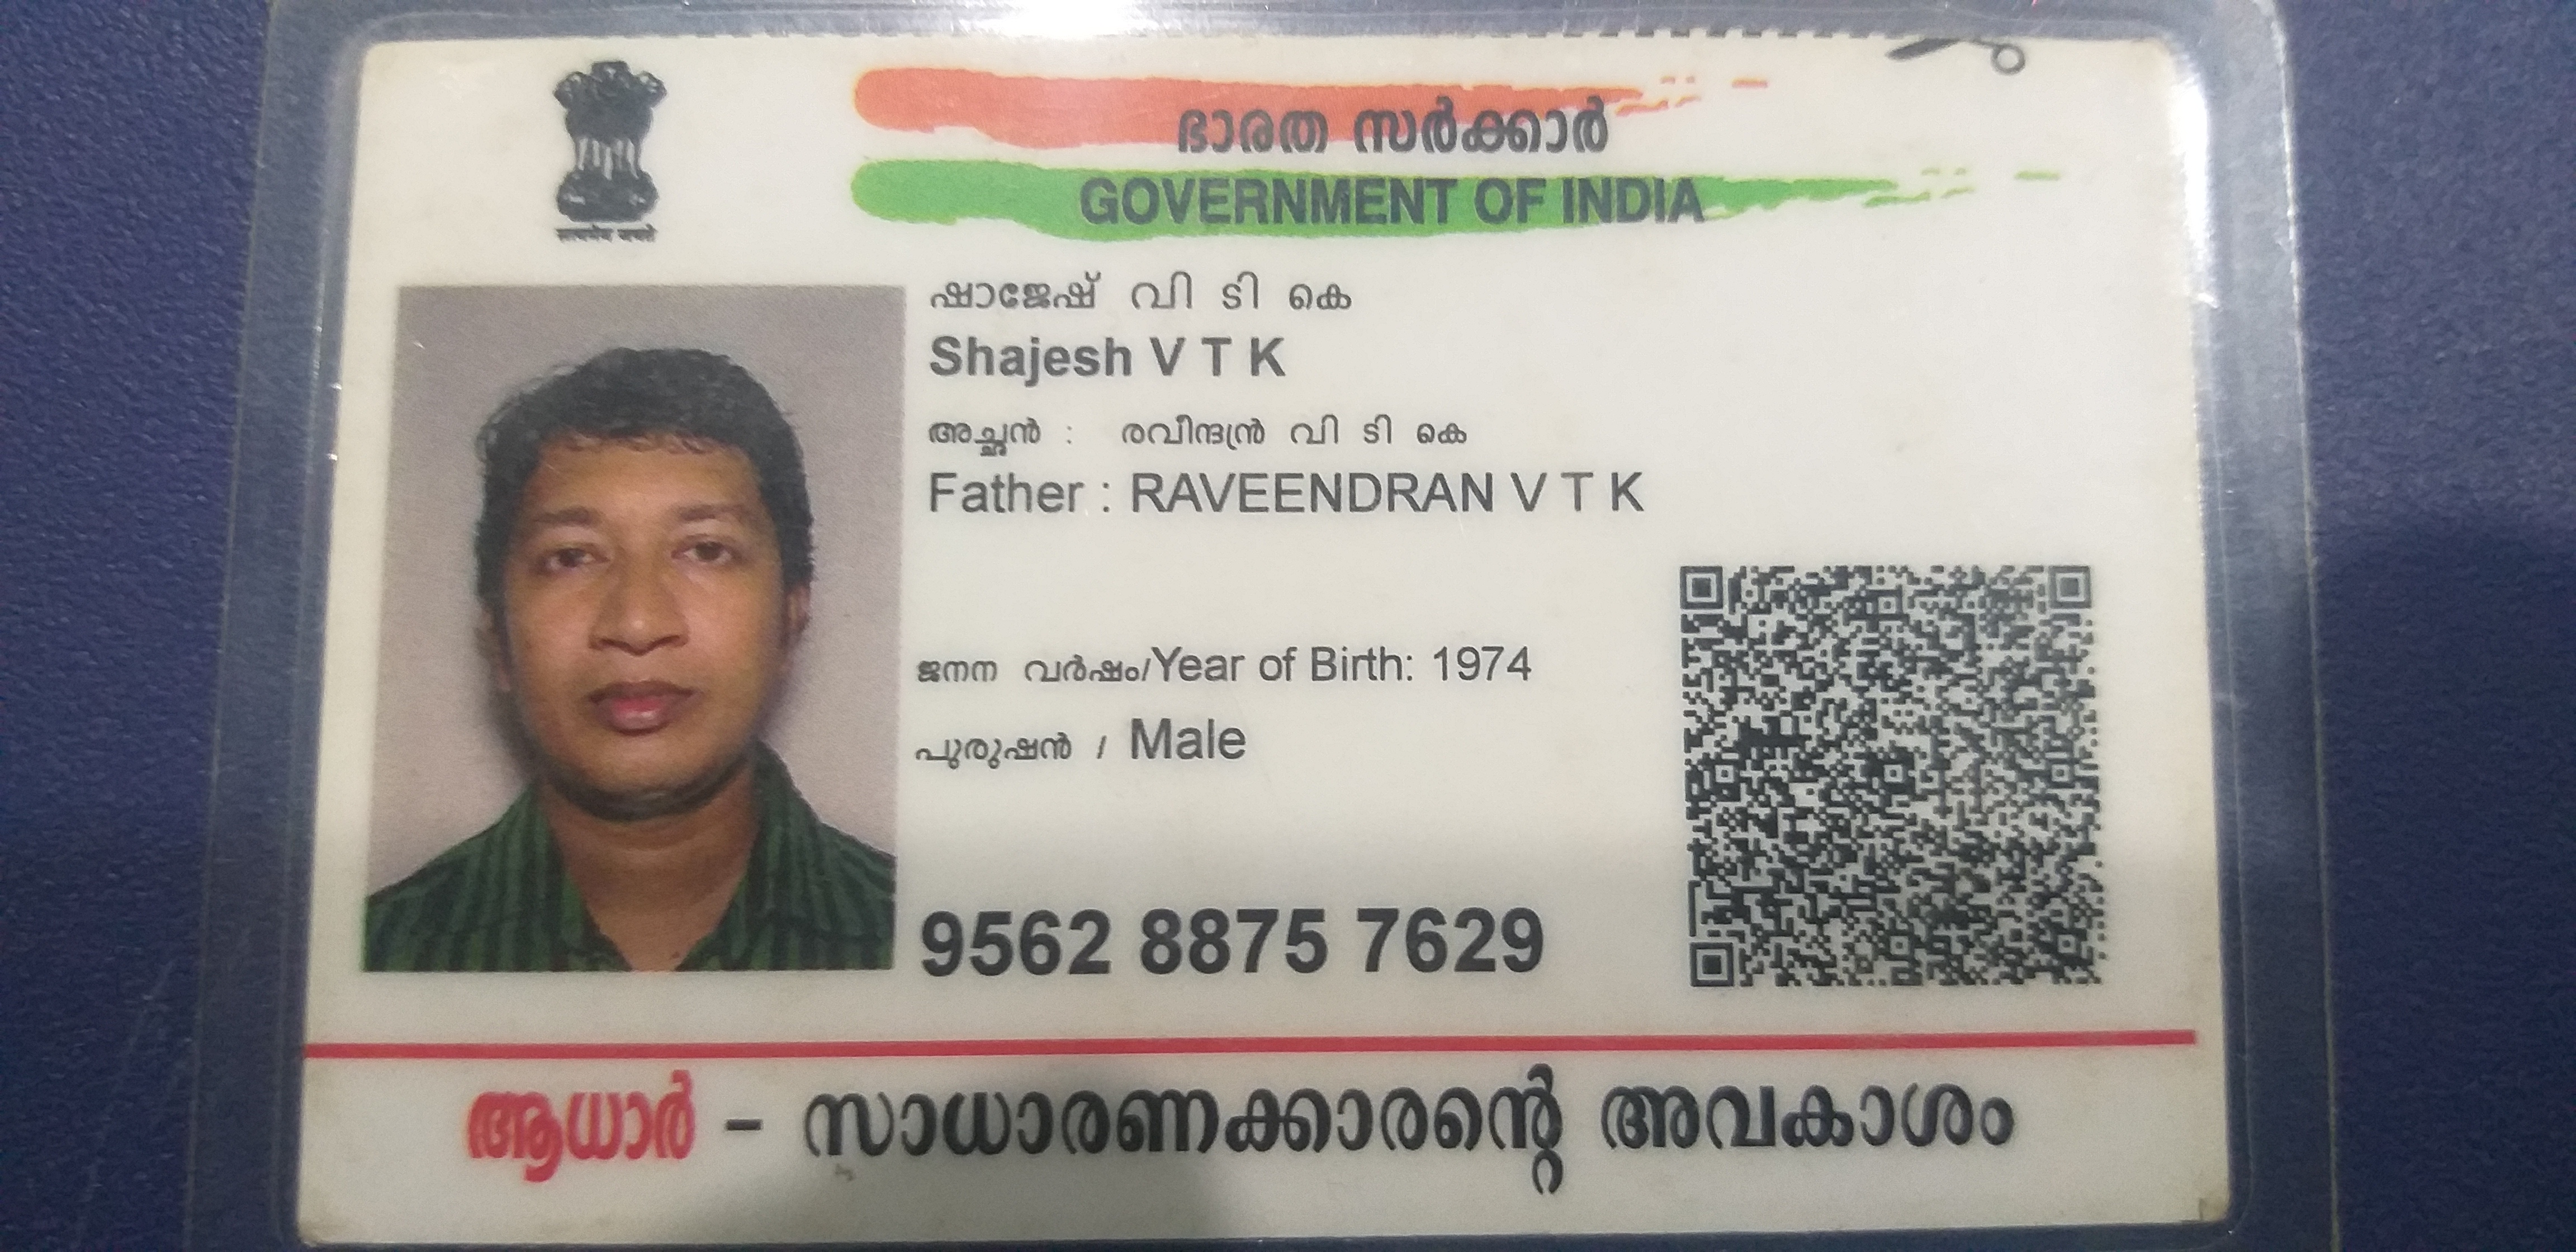 ഭാരത സർക്കാർ
GOVERNMENT OF INDIA
ഷാജേഷ് വി ടി കെ
Shajesh V T K
അച്ഛൻ : രവീന്ദ്രൻ വി ടി കെ
Father : RAVEENDRAN V T K
ജനന വർഷം/Year of Birth: 1974
പുരുഷൻ / Male
9562 8875 7629
ആധാർ - സാധാരണക്കാരന്റെ അവകാശം